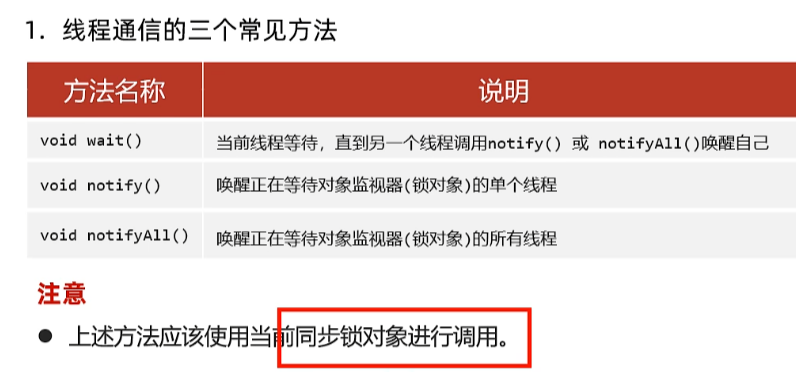 1. 线程通信的三个常见方法
方法名称 说明
void wait() 当前线程等待，直到另一个线程调用notify() 或 notifyAll()唤醒自己
void notify() 唤醒正在等待对象监视器(锁对象)的单个线程
void notifyAll() 唤醒正在等待对象监视器(锁对象)的所有线程
注意
● 上述方法应该使用当前同步锁对象进行调用。